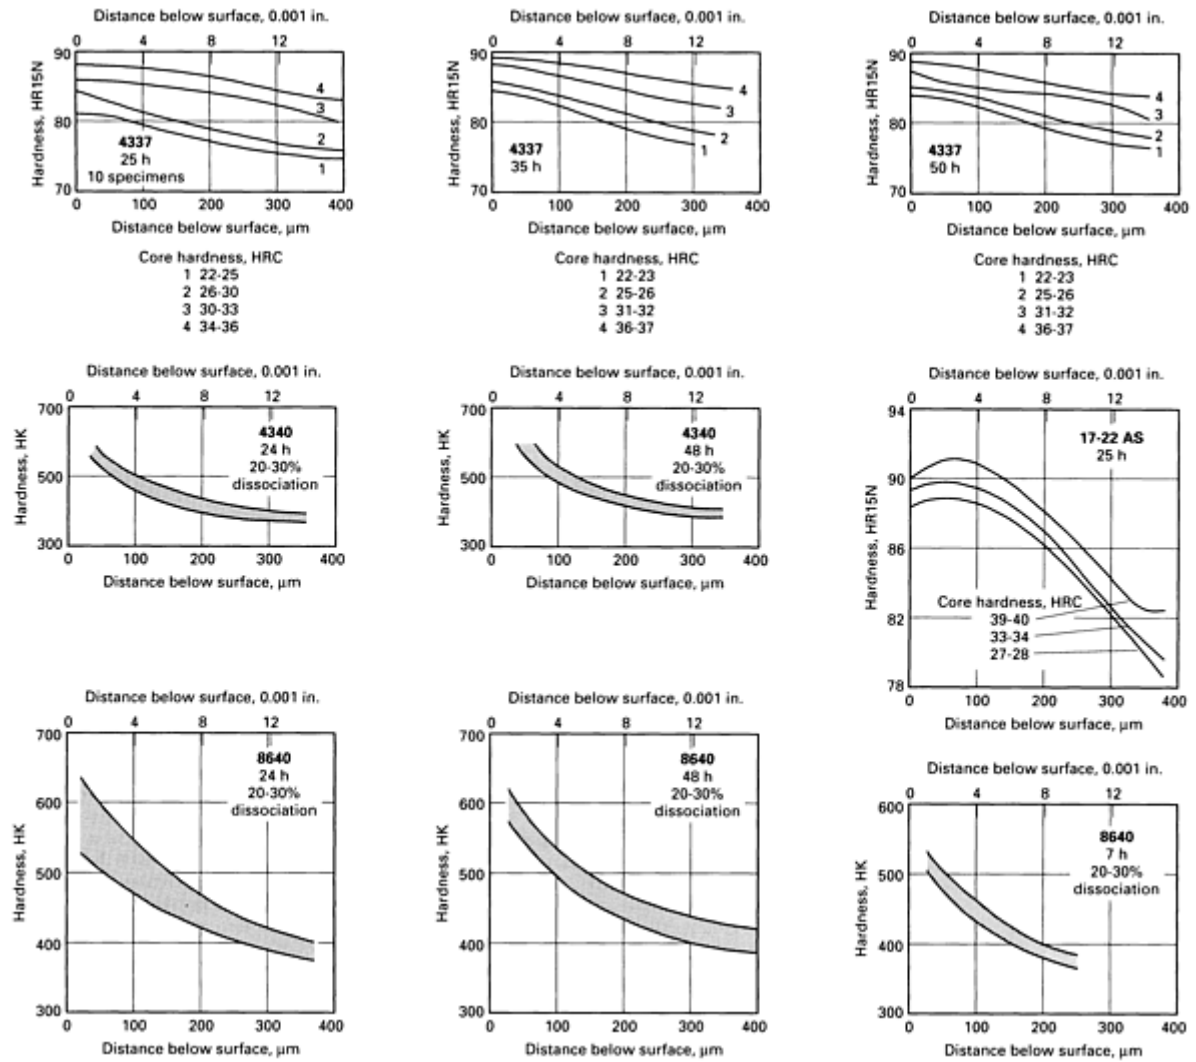 Distance below surface, 0.001 in.
0 4 8 12
90
80
70
Hardness, HR15N
4
3
2
1
4337
25 h
10 specimens
0 100 200 300 400
Distance below surface, µm
Core hardness, HRC
1 22-25
2 26-30
3 30-33
4 34-36
Distance below surface, 0.001 in.
0 4 8 12
90
80
70
Hardness, HR15N
4
3
2
1
4337
35 h
0 100 200 300 400
Distance below surface, µm
Core hardness, HRC
1 22-23
2 25-26
3 31-32
4 36-37
Distance below surface, 0.001 in.
0 4 8 12
90
80
70
Hardness, HR15N
4
3
2
1
4337
50 h
0 100 200 300 400
Distance below surface, µm
Core hardness, HRC
1 22-23
2 25-26
3 31-32
4 36-37
Distance below surface, 0.001 in.
0 4 8 12
700
500
300
Hardness, HK
4340
24 h
20-30%
dissociation
0 100 200 300 400
Distance below surface, µm
Distance below surface, 0.001 in.
0 4 8 12
700
500
300
Hardness, HK
4340
48 h
20-30%
dissociation
0 100 200 300 400
Distance below surface, µm
Distance below surface, 0.001 in.
0 4 8 12
94
90
86
82
78
Hardness, HR15N
17-22 AS
25 h
Core hardness, HRC
39-40
33-34
27-28
0 100 200 300 400
Distance below surface, µm
Distance below surface, 0.001 in.
0 4 8 12
700
600
500
400
300
Hardness, HK
8640
24 h
20-30%
dissociation
0 100 200 300 400
Distance below surface, µm
Distance below surface, 0.001 in.
0 4 8 12
700
600
500
400
300
Hardness, HK
8640
48 h
20-30%
dissociation
0 100 200 300 400
Distance below surface, µm
Distance below surface, 0.001 in.
0 4 8 12
600
500
400
300
Hardness, HK
8640
7 h
20-30%
dissociation
0 100 200 300 400
Distance below surface, µm